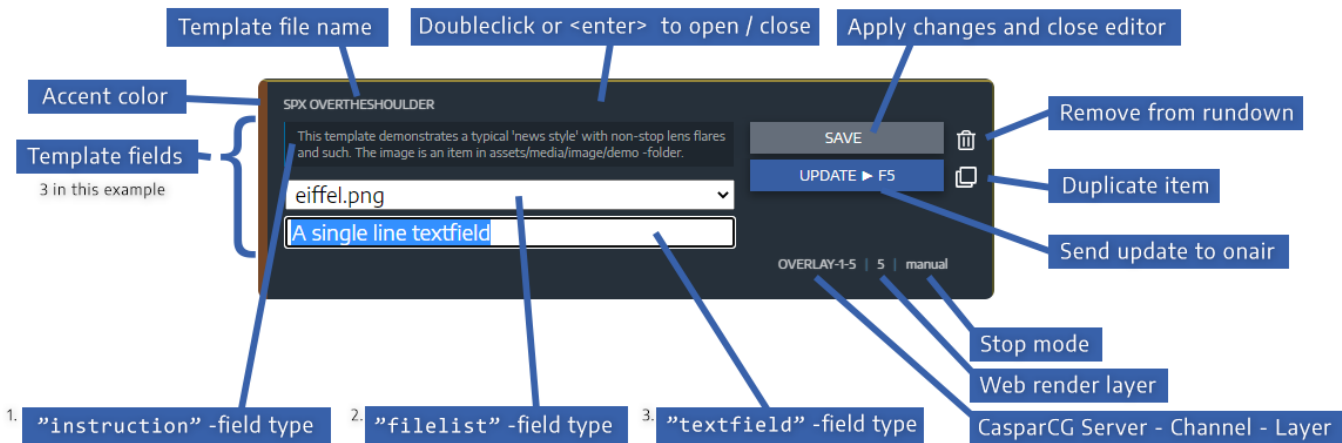 Template file name
Doubleclick or <enter> to open / close
Apply changes and close editor
Accent color
SPX OVERTHESHOULDER
Remove from rundown
This template demonstrates a typical 'news style' with non-stop lens flares
and such. The image is an item in assets/media/image/demo -folder.
SAVE
Template fields
3 in this example
UPDATE ► F5
Duplicate item
eiffel.png
A single line textfield
Send update to onair
OVERLAY-1-5 | 5 | manual
Stop mode
Web render layer
1. "instruction" -field type
2. "filelist" -field type
3. "textfield" -field type
CasparCG Server - Channel - Layer